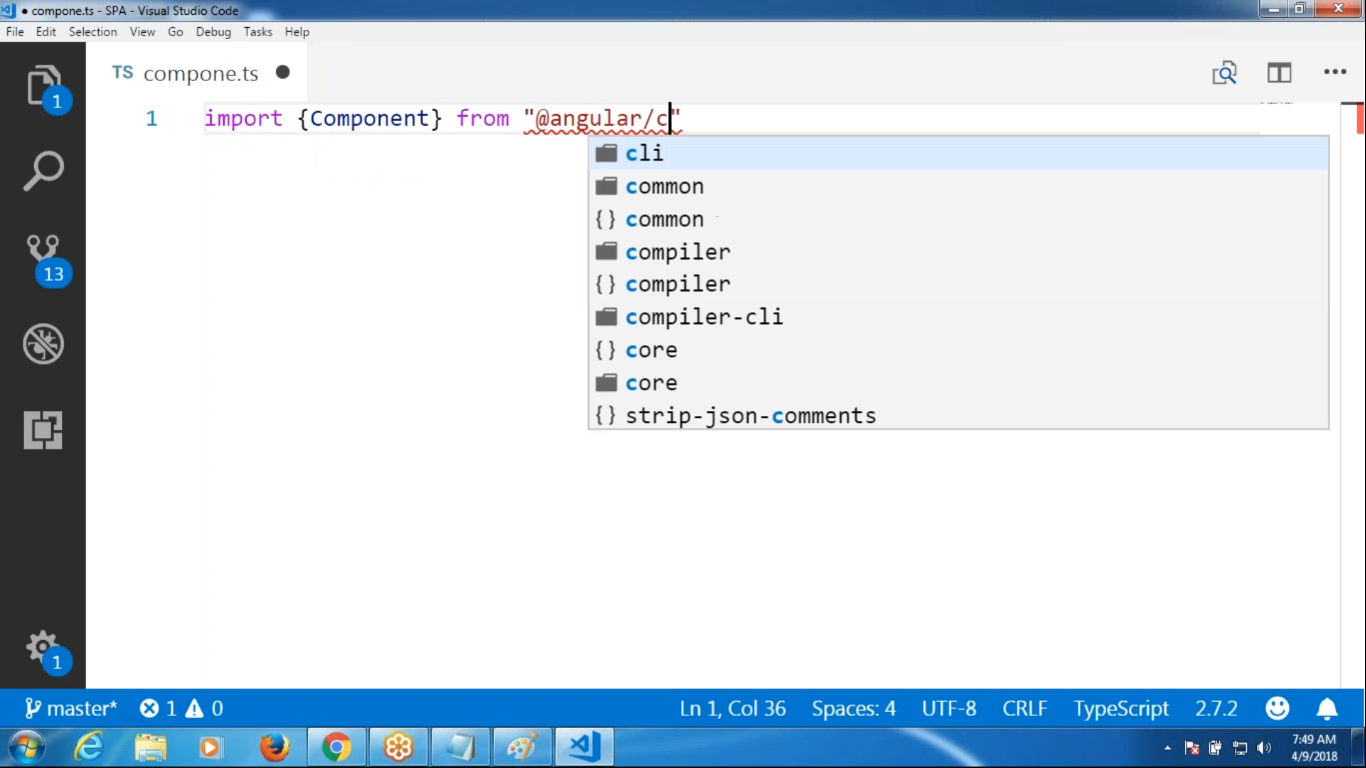 compone.ts - SPA - Visual Studio Code
File Edit Selection View Go Debug Tasks Help
TS compone.ts
1
1 import {Component} from "@angular/c"
cli
common
{} common
compiler
13
{} compiler
compiler-cli
{} core
core
{} strip-json-comments
1
master* 1 0 Ln 1, Col 36 Spaces: 4 UTF-8 CRLF TypeScript 2.7.2
7:49 AM
4/9/2018